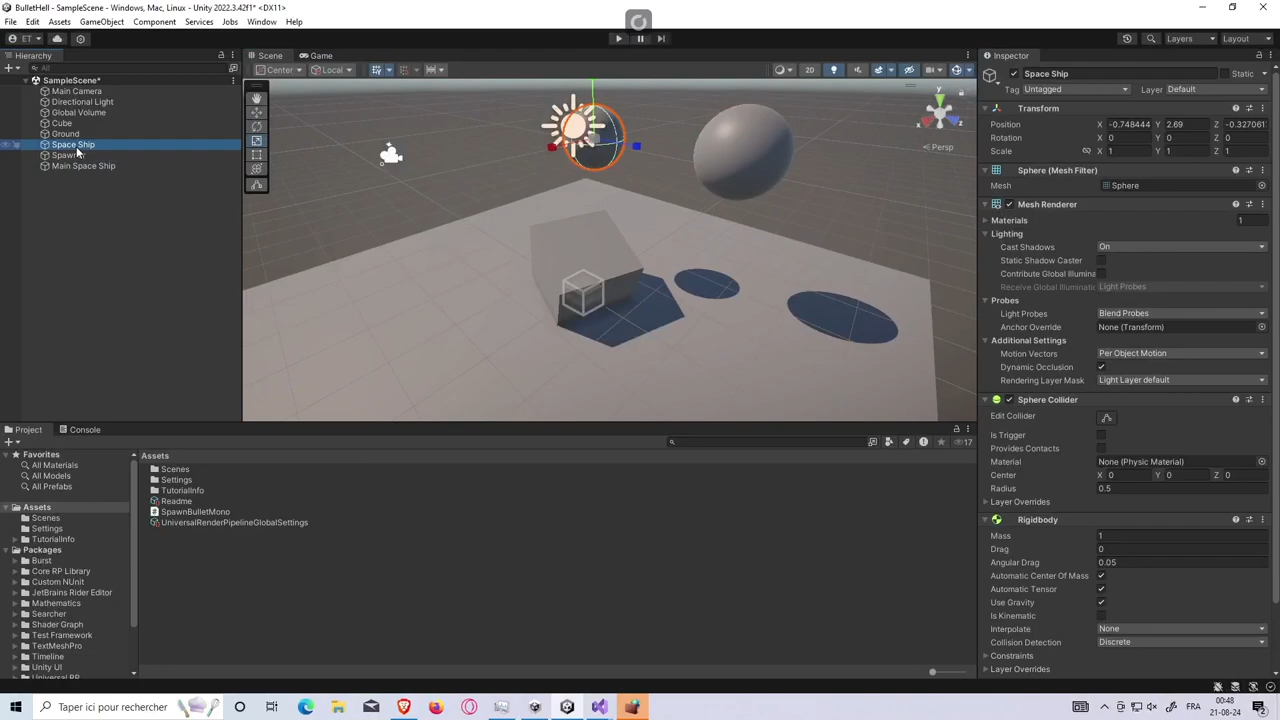 BulletHell - SampleScene - Windows, Mac, Linux - Unity 2022.3.42f1* <DX11>
File Edit Assets GameObject Component Services Jobs Window Help
ET
Layers Layout
Hierarchy
All
SampleScene*
Main Camera
Directional Light
Global Volume
Cube
Ground
Space Ship
Main Space Ship
Scene Game
Center Local
2D
y
x
Persp
Inspector
Space Ship Static
Tag Untagged Layer Default
Transform
Position X -0.748444 Y 2.69 Z -0.327061
Rotation X 0 Y 0 Z 0
Scale X 1 Y 1 Z 1
Sphere (Mesh Filter)
Mesh Sphere
Mesh Renderer
Materials 1
Lighting
Cast Shadows On
Static Shadow Caster
Contribute Global Illumina
Receive Global Illuminatic Light Probes
Probes
Light Probes Blend Probes
Anchor Override None (Transform)
Additional Settings
Motion Vectors Per Object Motion
Dynamic Occlusion
Rendering Layer Mask Light Layer default
Sphere Collider
Edit Collider
Is Trigger
Provides Contacts
Material None (Physic Material)
Center X 0 Y 0 Z 0
Radius 0.5
Layer Overrides
Rigidbody
Mass 1
Drag 0
Angular Drag 0.05
Automatic Center Of Mass
Automatic Tensor
Use Gravity
Is Kinematic
Interpolate None
Collision Detection Discrete
Constraints
Layer Overrides
Project Console
17
Favorites
All Materials
All Models
All Prefabs
Assets
Scenes
Settings
TutorialInfo
Packages
Burst
Core RP Library
Custom NUnit
JetBrains Rider Editor
Mathematics
Searcher
Shader Graph
Test Framework
TextMeshPro
Timeline
Unity UI
Universal RP
Assets
Scenes
Settings
TutorialInfo
Readme
SpawnBulletMono
UniversalRenderPipelineGlobalSettings
Taper ici pour rechercher
FRA
00:48
21-08-24
2